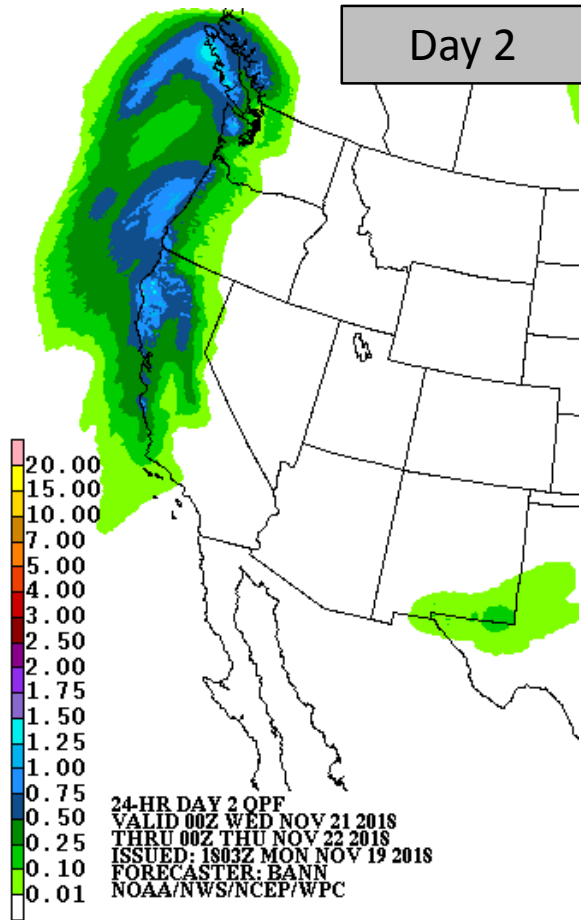 Day 2
20.00
15.00
10.00
7.00
5.00
4.00
3.00
2.50
2.00
1.75
1.50
1.25
1.00
0.75
0.50
0.25
0.10
0.01
24-HR DAY 2 QPF
VALID 00Z WED NOV 21 2018
THRU 00Z THU NOV 22 2018
ISSUED: 1803Z MON NOV 19 2018
FORECASTER: BANN
NOAA/NWS/NCEP/WPC